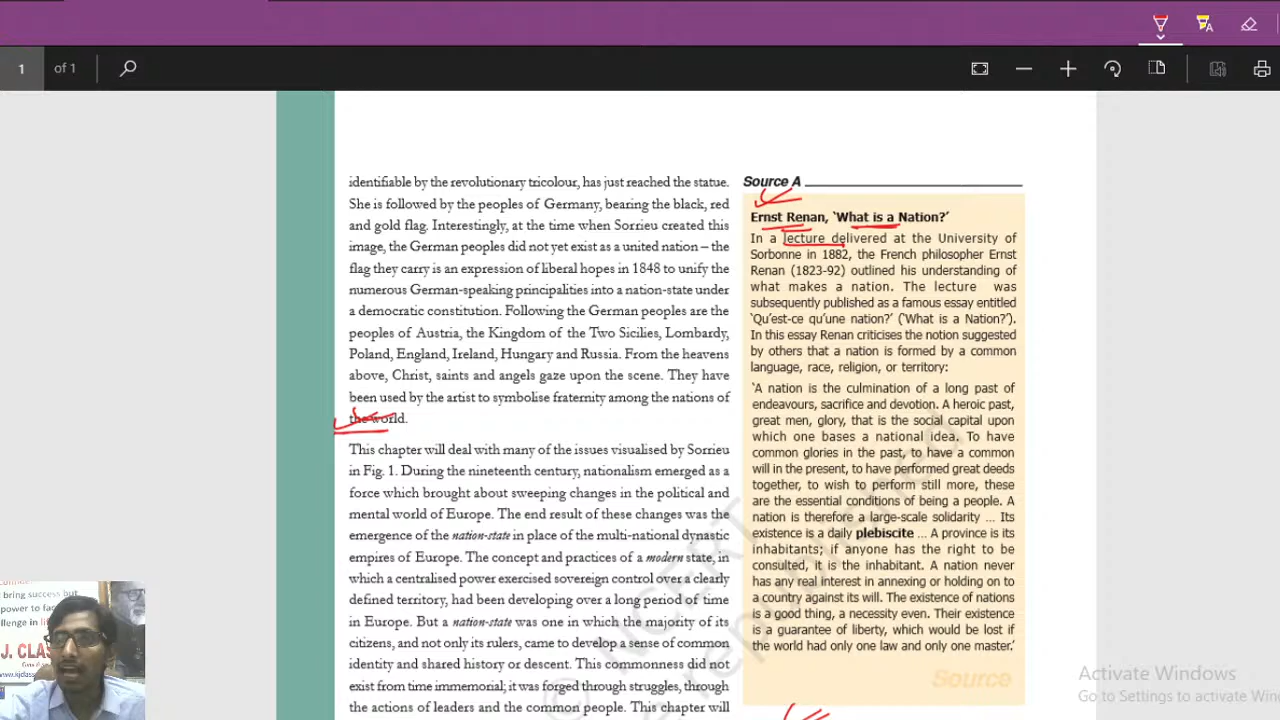 1 of 1
identifiable by the revolutionary tricolour, has just reached the statue.
She is followed by the peoples of Germany, bearing the black, red
and gold flag. Interestingly, at the time when Sorrieu created this
image, the German peoples did not yet exist as a united nation – the
flag they carry is an expression of liberal hopes in 1848 to unify the
numerous German-speaking principalities into a nation-state under
a democratic constitution. Following the German peoples are the
peoples of Austria, the Kingdom of the Two Sicilies, Lombardy,
Poland, England, Ireland, Hungary and Russia. From the heavens
above, Christ, saints and angels gaze upon the scene. They have
been used by the artist to symbolise fraternity among the nations of
the world.
This chapter will deal with many of the issues visualised by Sorrieu
in Fig. 1. During the nineteenth century, nationalism emerged as a
force which brought about sweeping changes in the political and
mental world of Europe. The end result of these changes was the
emergence of the nation-state in place of the multi-national dynastic
empires of Europe. The concept and practices of a modern state, in
which a centralised power exercised sovereign control over a clearly
defined territory, had been developing over a long period of time
in Europe. But a nation-state was one in which the majority of its
citizens, and not only its rulers, came to develop a sense of common
identity and shared history or descent. This commonness did not
exist from time immemorial; it was forged through struggles, through
the actions of leaders and the common people. This chapter will
Source A
Ernst Renan, ‘What is a Nation?’
In a lecture delivered at the University of
Sorbonne in 1882, the French philosopher Ernst
Renan (1823-92) outlined his understanding of
what makes a nation. The lecture was
subsequently published as a famous essay entitled
‘Qu’est-ce qu’une nation?’ (‘What is a Nation?’).
In this essay Renan criticises the notion suggested
by others that a nation is formed by a common
language, race, religion, or territory:
‘A nation is the culmination of a long past of
endeavours, sacrifice and devotion. A heroic past,
great men, glory, that is the social capital upon
which one bases a national idea. To have
common glories in the past, to have a common
will in the present, to have performed great deeds
together, to wish to perform still more, these
are the essential conditions of being a people. A
nation is therefore a large-scale solidarity … Its
existence is a daily plebiscite … A province is its
inhabitants; if anyone has the right to be
consulted, it is the inhabitant. A nation never
has any real interest in annexing or holding on to
a country against its will. The existence of nations
is a good thing, a necessity even. Their existence
is a guarantee of liberty, which would be lost if
the world had only one law and only one master.’
Source
© NCERT
Activate Windows
Go to Settings to activate Win
bring success but
power to fa
allenge in
J. CLAS